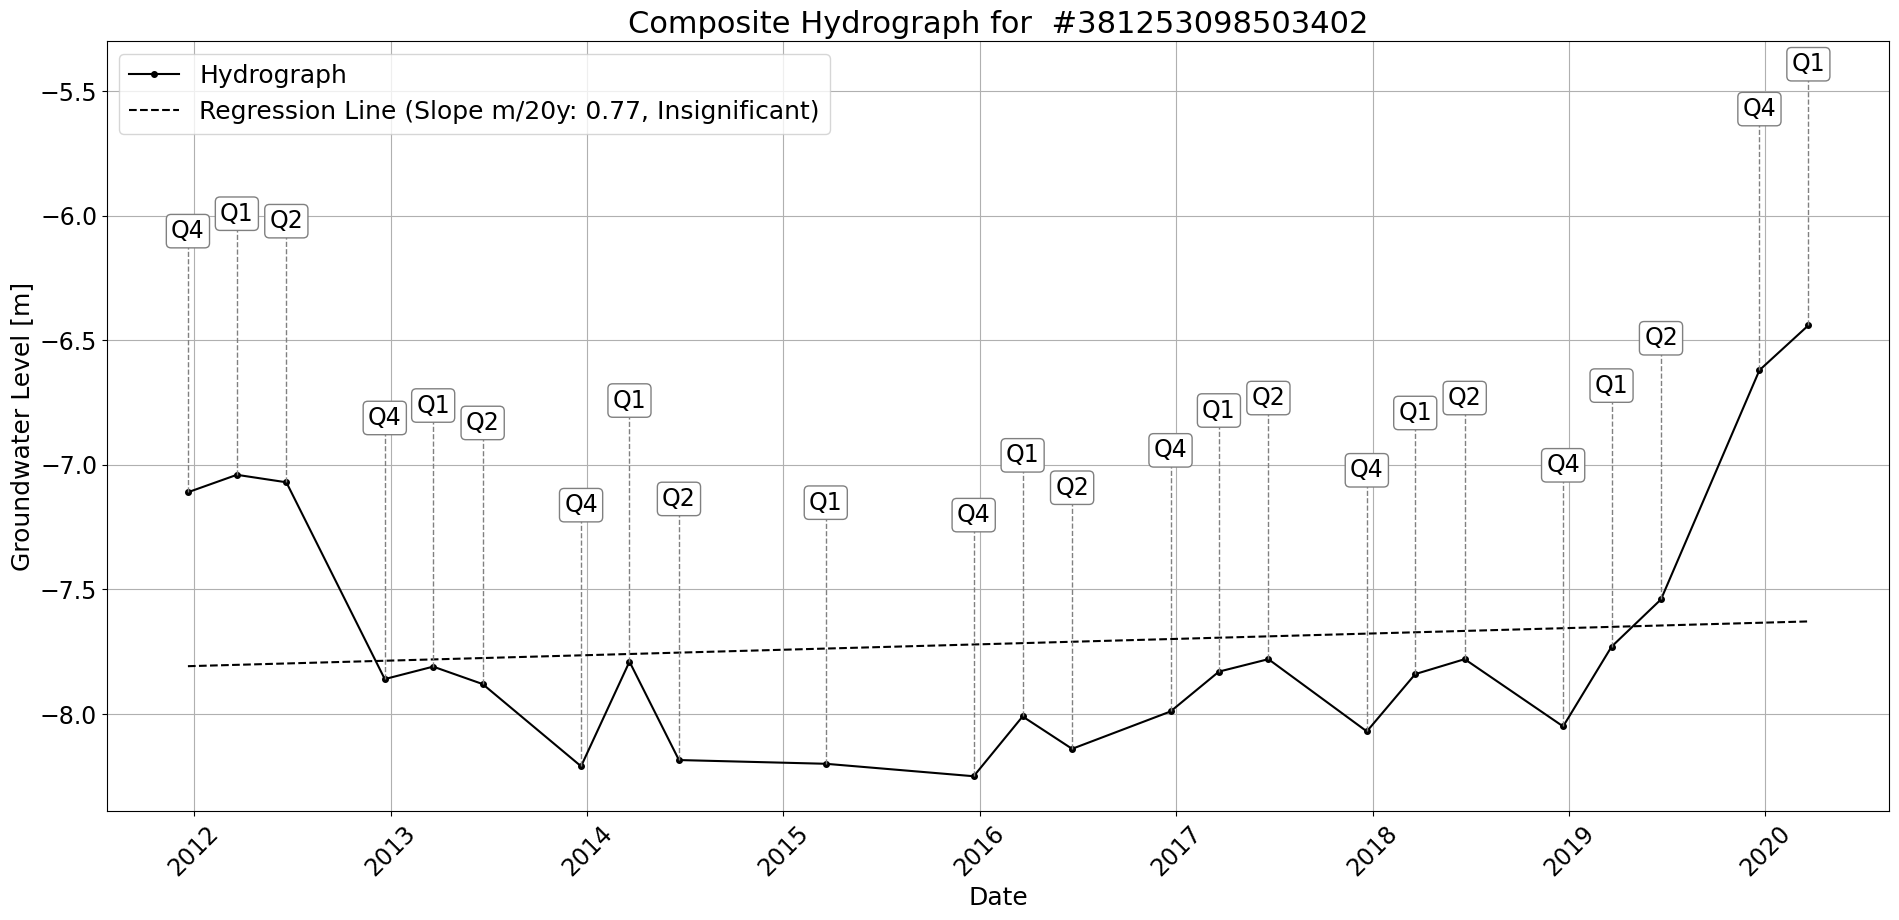 Composite Hydrograph for  #381253098503402
Hydrograph
Regression Line (Slope m/20y: 0.77, Insignificant)
Groundwater Level [m]
−5.5
−6.0
−6.5
−7.0
−7.5
−8.0
Q4
Q1
Q2
Q4
Q1
Q2
Q4
Q1
Q2
Q1
Q4
Q1
Q2
Q4
Q1
Q2
Q4
Q1
Q2
Q4
Q1
Q2
Q4
Q1
2012
2013
2014
2015
2016
2017
2018
2019
2020
Date